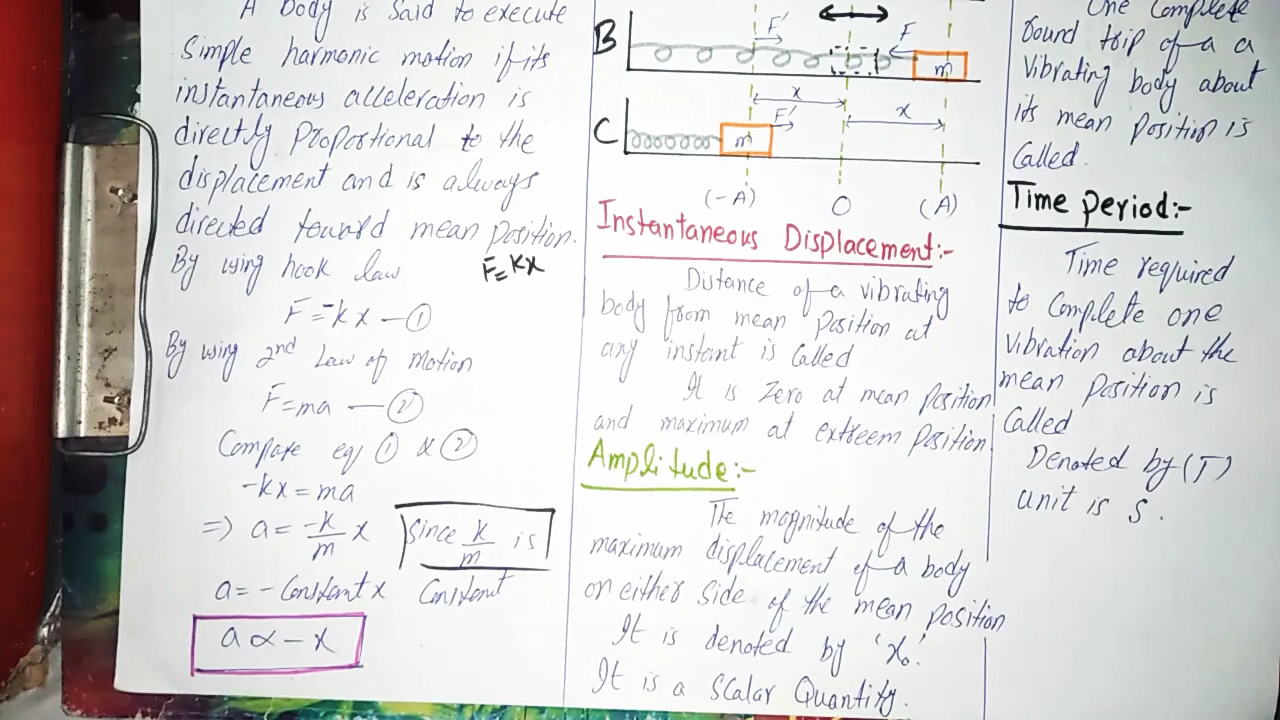 A body is said to execute
Simple harmonic motion if its
instantaneous acceleration is
directly Proportional to the
displacement and is always
directed toward mean position.
By using hook law
F=kx
F=-kx -①
By using 2nd Law of motion
F=ma -②
Compare eq ① & ②
-kx=ma
⇒ a = -k/m x
Since k/m is
Constant
a = - Constant x
a ∝ - x
B
F'
F
m
x
x
C
F'
m
(-A)
O
(A)
Instantaneous Displacement:-
Distance of a vibrating
body from mean position at
any instant is Called
It is Zero at mean position
and maximum at extreem position
Amplitude:-
The magnitude of the
maximum displacement of a body
on either side of the mean position
It is denoted by 'x₀'
It is a Scalar Quantity.
One Complete
round trip of a a
vibrating body about
its mean position is
Called.
Time period:-
Time required
to Complete one
vibration about the
mean position is
Called
Denoted by (T)
unit is S.